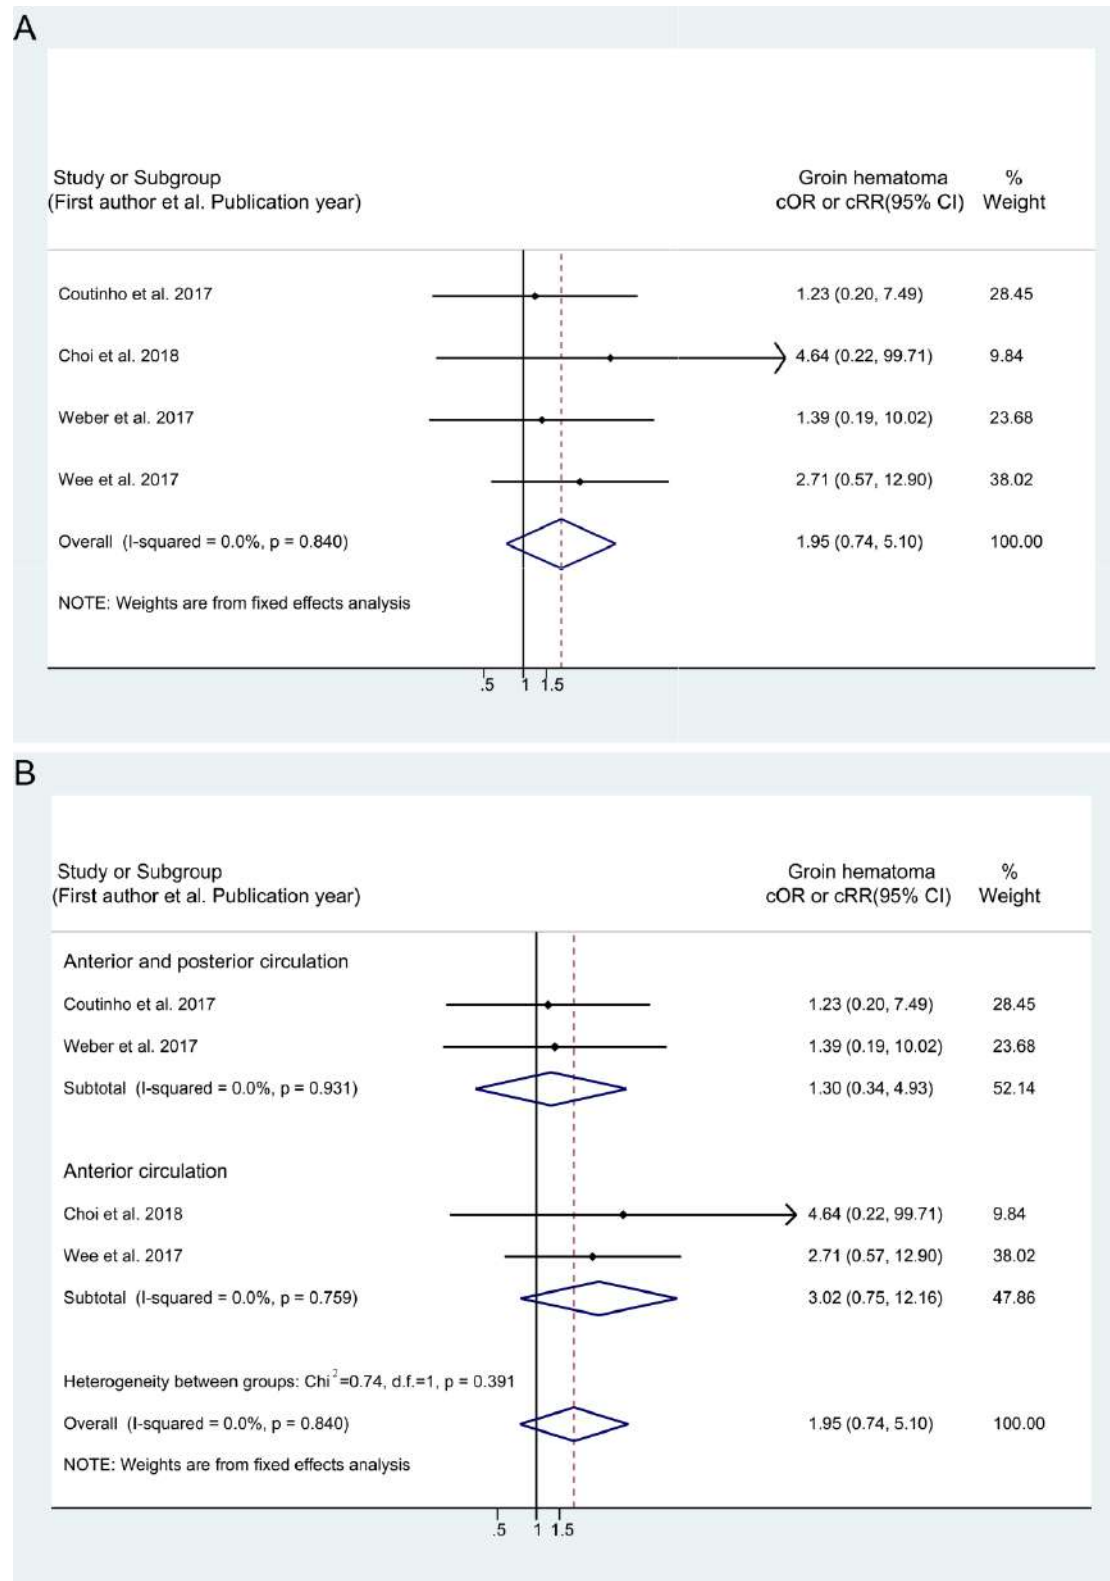 A
Study or Subgroup
(First author et al. Publication year)
Groin hematoma
cOR or cRR(95% CI)
%
Weight
Coutinho et al. 2017 1.23 (0.20, 7.49) 28.45
Choi et al. 2018 4.64 (0.22, 99.71) 9.84
Weber et al. 2017 1.39 (0.19, 10.02) 23.68
Wee et al. 2017 2.71 (0.57, 12.90) 38.02
Overall (I-squared = 0.0%, p = 0.840) 1.95 (0.74, 5.10) 100.00
NOTE: Weights are from fixed effects analysis
.5 1 1.5
B
Study or Subgroup
(First author et al. Publication year)
Groin hematoma
cOR or cRR(95% CI)
%
Weight
Anterior and posterior circulation
Coutinho et al. 2017 1.23 (0.20, 7.49) 28.45
Weber et al. 2017 1.39 (0.19, 10.02) 23.68
Subtotal (I-squared = 0.0%, p = 0.931) 1.30 (0.34, 4.93) 52.14
Anterior circulation
Choi et al. 2018 4.64 (0.22, 99.71) 9.84
Wee et al. 2017 2.71 (0.57, 12.90) 38.02
Subtotal (I-squared = 0.0%, p = 0.759) 3.02 (0.75, 12.16) 47.86
Heterogeneity between groups: Chi²=0.74, d.f.=1, p = 0.391
Overall (I-squared = 0.0%, p = 0.840) 1.95 (0.74, 5.10) 100.00
NOTE: Weights are from fixed effects analysis
.5 1 1.5